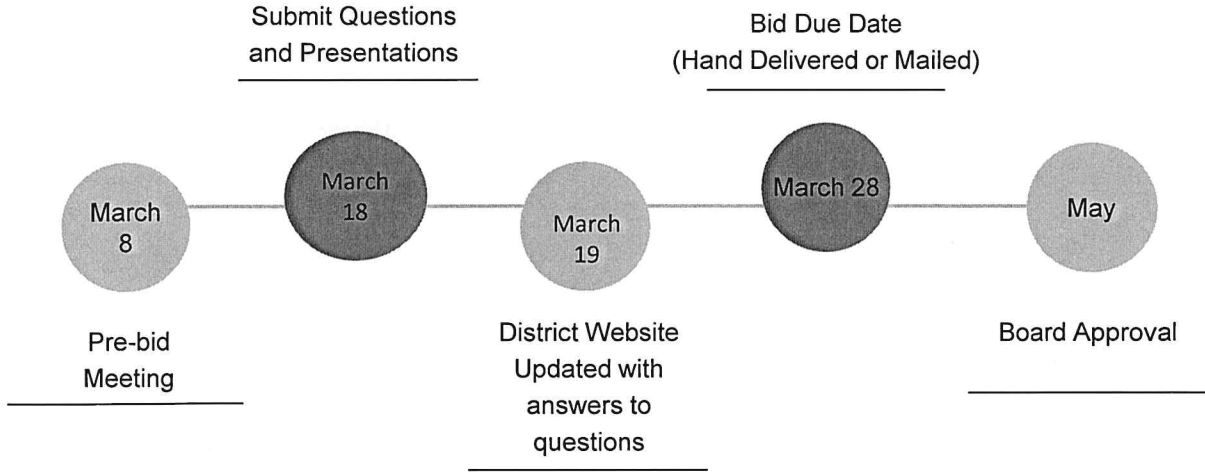 Submit Questions
and Presentations
Bid Due Date
(Hand Delivered or Mailed)
March
8
March
18
March
19
March 28
May
Pre-bid
Meeting
District Website
Updated with
answers to
questions
Board Approval